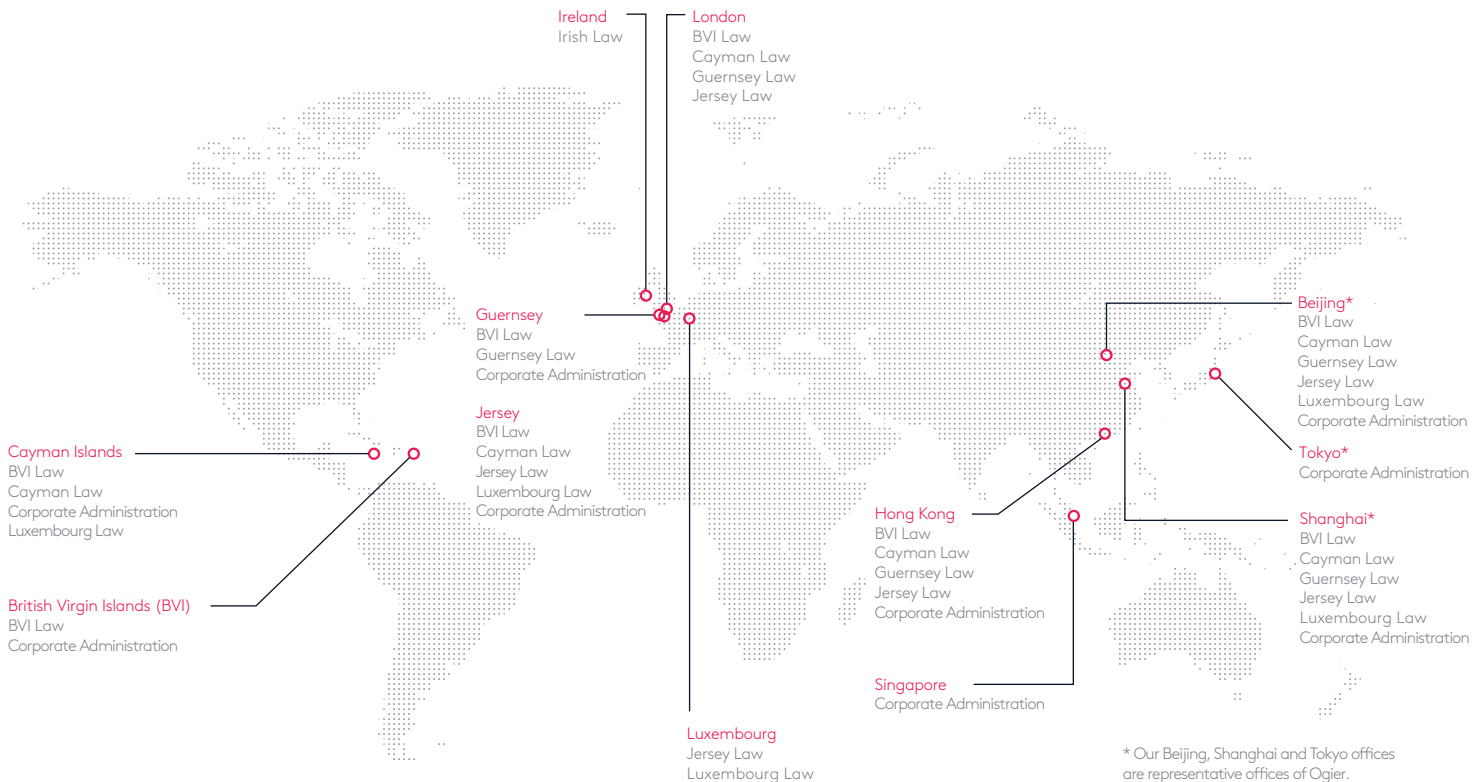 Ireland
Irish Law
London
BVI Law
Cayman Law
Guernsey Law
Jersey Law
Guernsey
BVI Law
Guernsey Law
Corporate Administration
Jersey
BVI Law
Cayman Law
Jersey Law
Luxembourg Law
Corporate Administration
Cayman Islands
BVI Law
Cayman Law
Corporate Administration
Luxembourg Law
British Virgin Islands (BVI)
BVI Law
Corporate Administration
Luxembourg
Jersey Law
Luxembourg Law
Hong Kong
BVI Law
Cayman Law
Guernsey Law
Jersey Law
Corporate Administration
Singapore
Corporate Administration
Beijing*
BVI Law
Cayman Law
Guernsey Law
Jersey Law
Luxembourg Law
Corporate Administration
Tokyo*
Corporate Administration
Shanghai*
BVI Law
Cayman Law
Guernsey Law
Jersey Law
Luxembourg Law
Corporate Administration
* Our Beijing, Shanghai and Tokyo offices
are representative offices of Ogier.